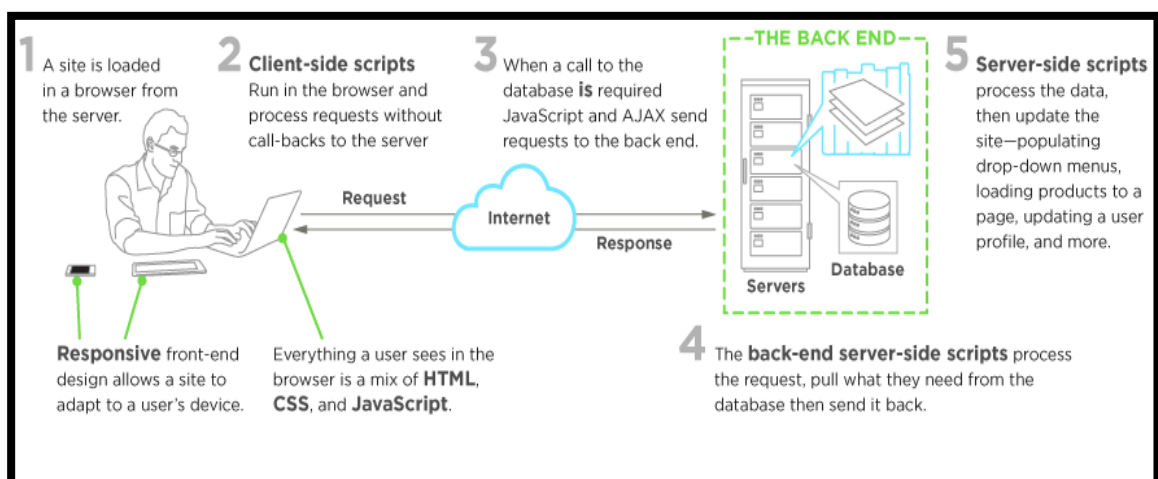 1
A site is loaded
in a browser from
the server.
2
Client-side scripts
Run in the browser and
process requests without
call-backs to the server
3
When a call to the
database is required
JavaScript and AJAX send
requests to the back end.
THE BACK END
5
Server-side scripts
process the data,
then update the
site—populating
drop-down menus,
loading products to a
page, updating a user
profile, and more.
Request
Internet
Response
Servers
Database
Responsive front-end
design allows a site to
adapt to a user's device.
Everything a user sees in the
browser is a mix of HTML,
CSS, and JavaScript.
4
The back-end server-side scripts process
the request, pull what they need from the
database then send it back.